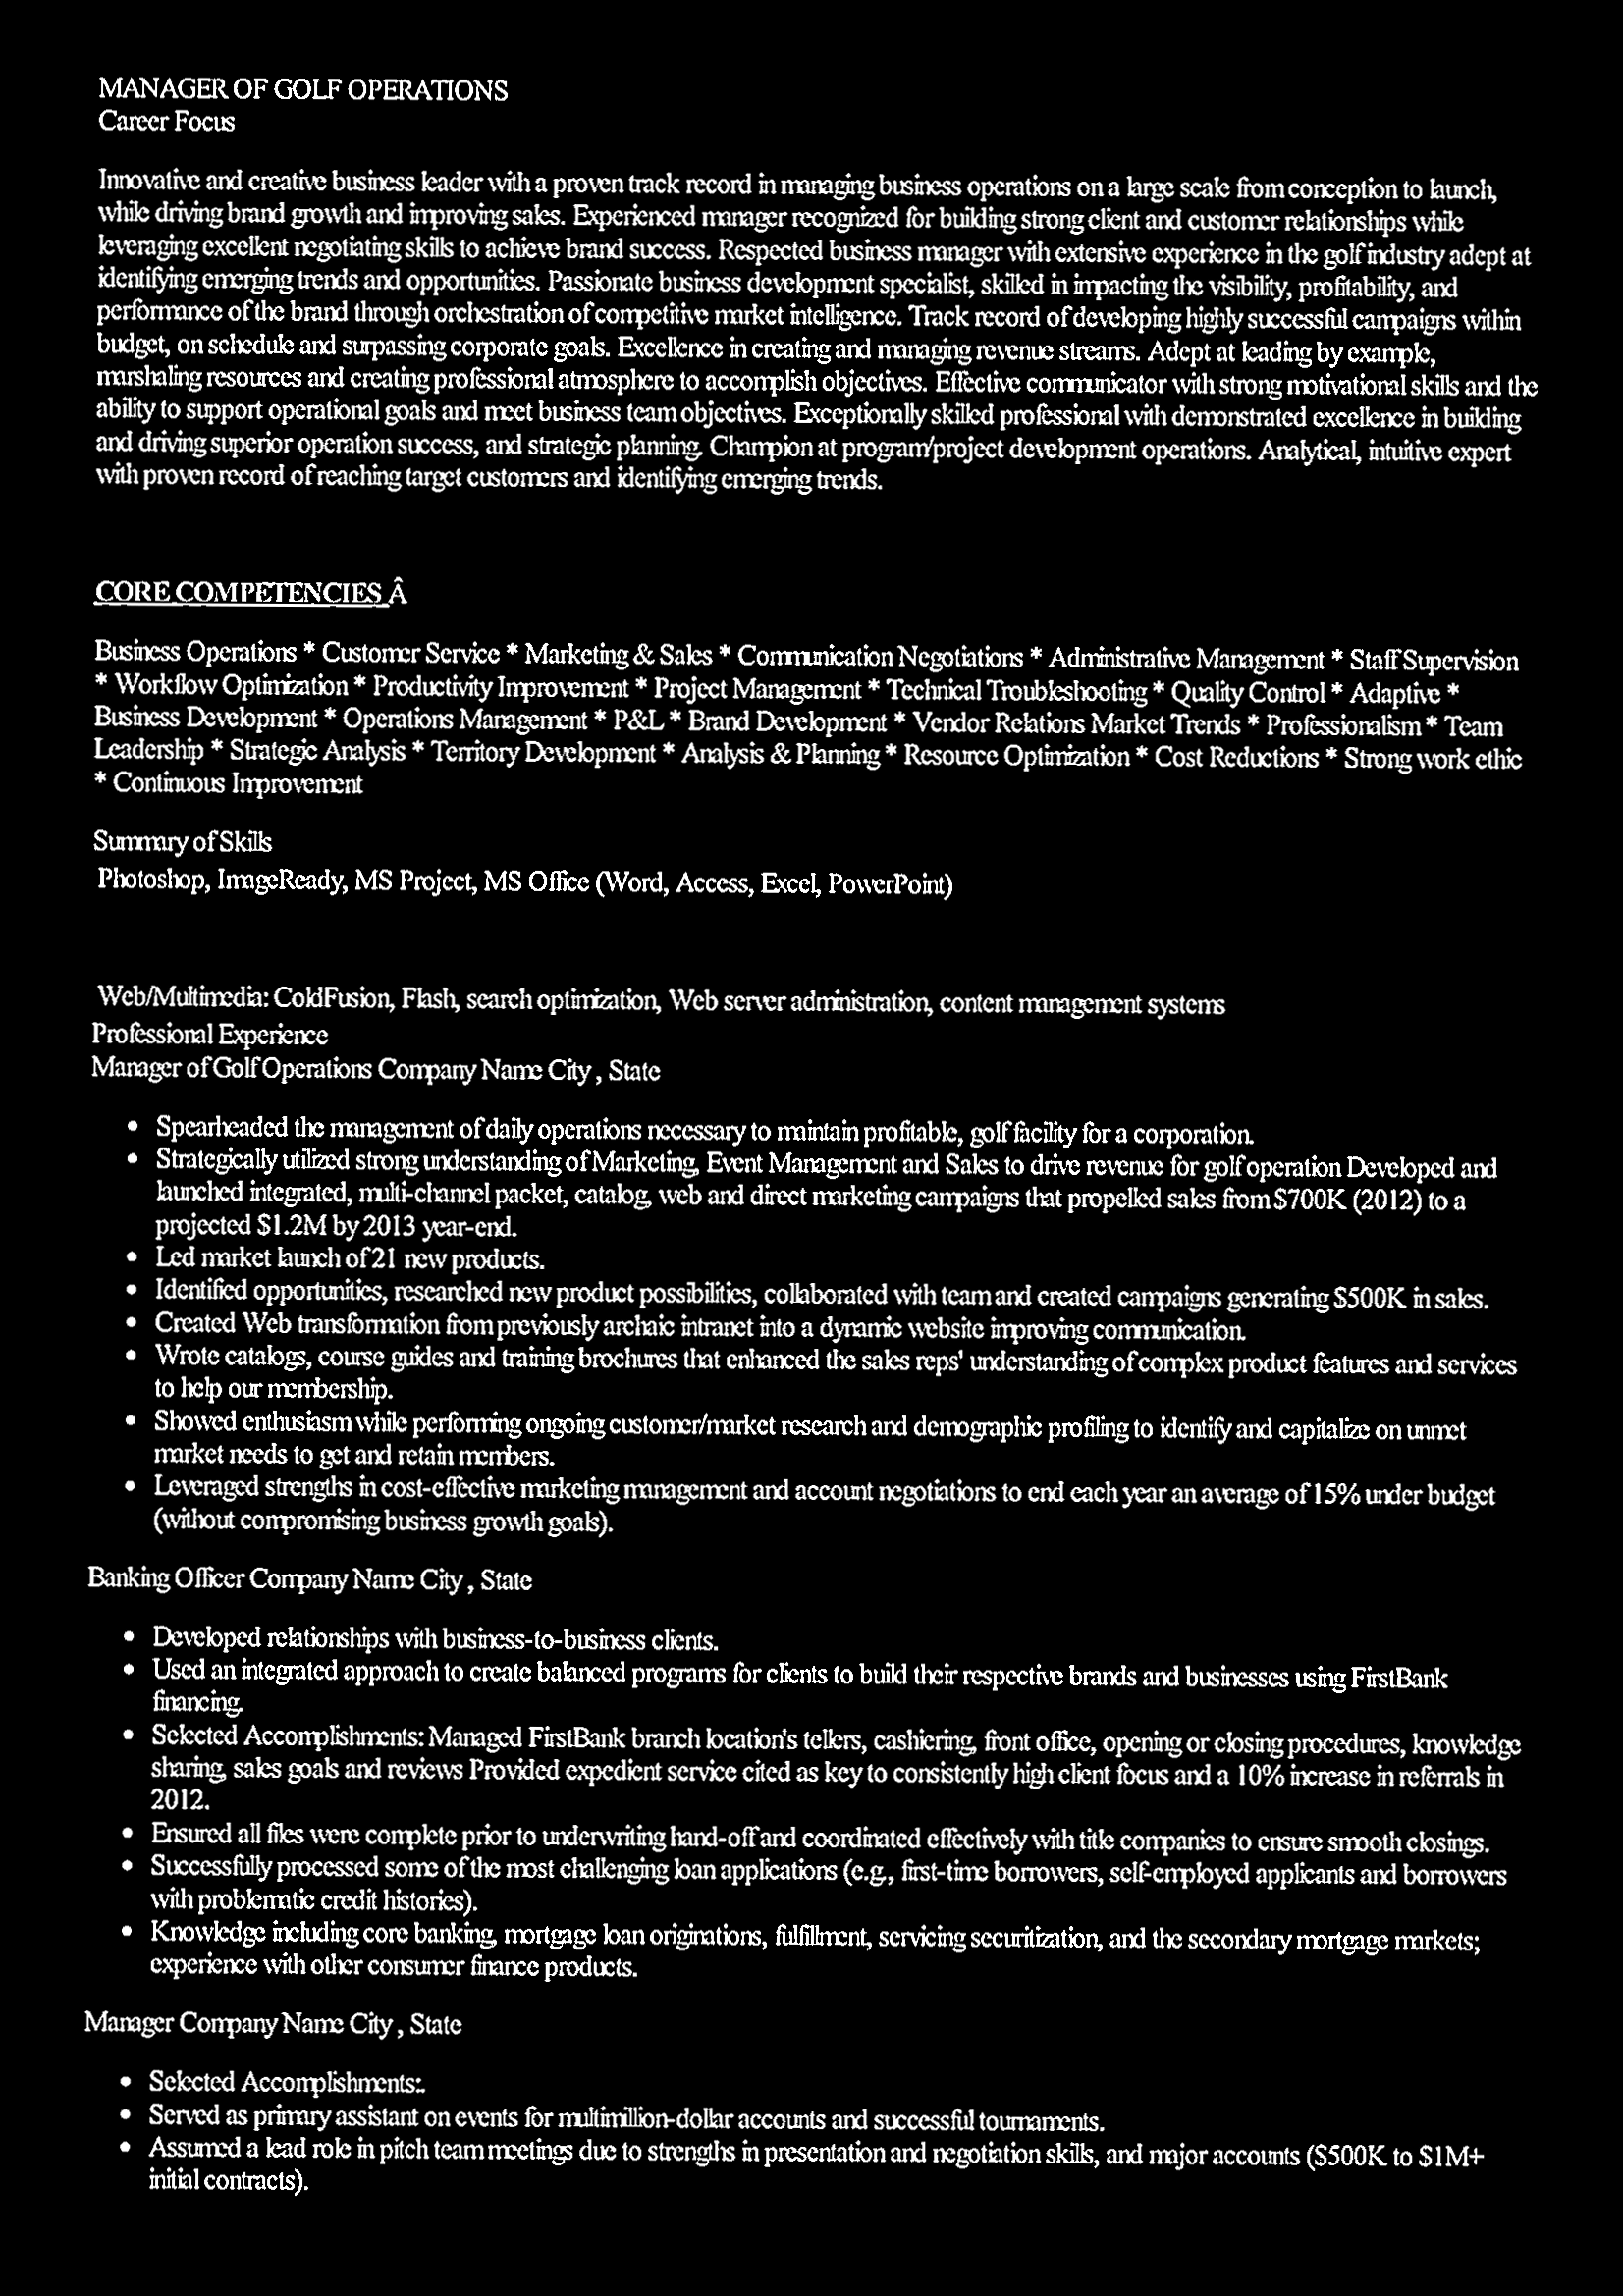 MANAGER OF GOLF OPERATIONS
Career Focus
Innovative and creative business leader with a proven track record in managing business operations on a large scale from conception to launch,
while driving brand growth and improving sales. Experienced manager recognized for building strong client and customer relationships while
leveraging excellent negotiating skills to achieve brand success. Respected business manager with extensive experience in the golf industry adept at
identifying emerging trends and opportunities. Passionate business development specialist, skilled in impacting the visibility, profitability, and
performance of the brand through orchestration of competitive market intelligence. Track record of developing highly successful campaigns within
budget, on schedule and surpassing corporate goals. Excellence in creating and managing revenue streams. Adept at leading by example,
marshaling resources and creating professional atmosphere to accomplish objectives. Effective communicator with strong motivational skills and the
ability to support operational goals and meet business team objectives. Exceptionally skilled professional with demonstrated excellence in building
and driving superior operation success, and strategic planning. Champion at program/project development operations. Analytical, intuitive expert
with proven record of reaching target customers and identifying emerging trends.
CORE COMPETENCIES Â
Business Operations * Customer Service * Marketing & Sales * Communication Negotiations * Administrative Management * Staff Supervision
* Workflow Optimization * Productivity Improvement * Project Management * Technical Troubleshooting * Quality Control * Adaptive *
Business Development * Operations Management * P&L * Brand Development * Vendor Relations Market Trends * Professionalism * Team
Leadership * Strategic Analysis * Territory Development * Analysis & Planning * Resource Optimization * Cost Reductions * Strong work ethic
* Continuous Improvement
Summary of Skills
Photoshop, ImageReady, MS Project, MS Office (Word, Access, Excel, PowerPoint)
Web/Multimedia: ColdFusion, Flash, search optimization, Web server administration, content management systems
Professional Experience
Manager of Golf Operations Company Name City , State
• Spearheaded the management of daily operations necessary to maintain profitable, golf facility for a corporation.
• Strategically utilized strong understanding of Marketing, Event Management and Sales to drive revenue for golf operation Developed and
launched integrated, multi-channel packet, catalog, web and direct marketing campaigns that propelled sales from $700K (2012) to a
projected $1.2M by 2013 year-end.
• Led market launch of 21 new products.
• Identified opportunities, researched new product possibilities, collaborated with team and created campaigns generating $500K in sales.
• Created Web transformation from previously archaic intranet into a dynamic website improving communication.
• Wrote catalogs, course guides and training brochures that enhanced the sales reps' understanding of complex product features and services
to help our membership.
• Showed enthusiasm while performing ongoing customer/market research and demographic profiling to identify and capitalize on unmet
market needs to get and retain members.
• Leveraged strengths in cost-effective marketing management and account negotiations to end each year an average of 15% under budget
(without compromising business growth goals).
Banking Officer Company Name City , State
• Developed relationships with business-to-business clients.
• Used an integrated approach to create balanced programs for clients to build their respective brands and businesses using FirstBank
financing.
• Selected Accomplishments: Managed FirstBank branch location's tellers, cashiering, front office, opening or closing procedures, knowledge
sharing, sales goals and reviews Provided expedient service cited as key to consistently high client focus and a 10% increase in referrals in
2012.
• Ensured all files were complete prior to underwriting hand-off and coordinated effectively with title companies to ensure smooth closings.
• Successfully processed some of the most challenging loan applications (e.g., first-time borrowers, self-employed applicants and borrowers
with problematic credit histories).
• Knowledge including core banking, mortgage loan originations, fulfillment, servicing securitization, and the secondary mortgage markets;
experience with other consumer finance products.
Manager Company Name City , State
• Selected Accomplishments:.
• Served as primary assistant on events for multimillion-dollar accounts and successful tournaments.
• Assumed a lead role in pitch team meetings due to strengths in presentation and negotiation skills, and major accounts ($500K to $1M+
initial contracts).